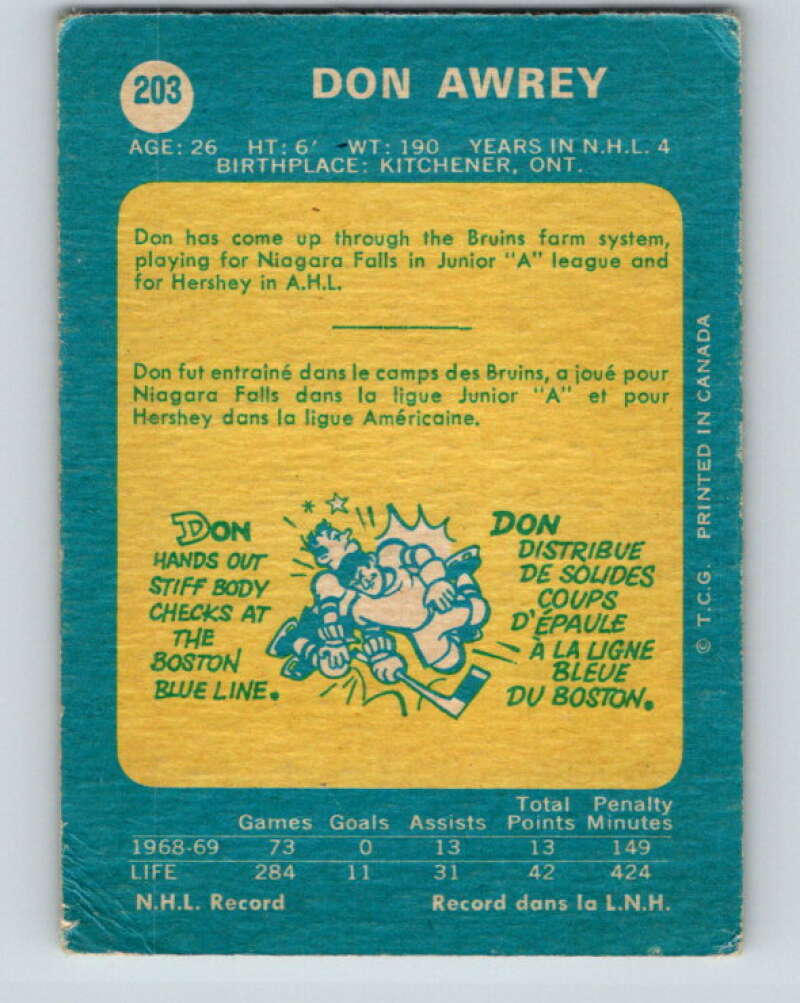 203
DON AWREY
AGE: 26 HT: 6' WT: 190 YEARS IN N.H.L. 4
BIRTHPLACE: KITCHENER, ONT.
Don has come up through the Bruins farm system,
playing for Niagara Falls in Junior "A" league and
for Hershey in A.H.L.
Don fut entrainé dans le camps des Bruins, a joué pour
Niagara Falls dans la ligue Junior "A" et pour
Hershey dans la ligue Américaine.
DON
HANDS OUT
STIFF BODY
CHECKS AT
THE
BOSTON
BLUE LINE.
DON
DISTRIBUE
DE SOLIDES
COUPS
D'ÉPAULE
À LA LIGNE
BLEUE
DU BOSTON.
© T.C.G. PRINTED IN CANADA
Total Penalty
Games Goals Assists Points Minutes
1968-69 73 0 13 13 149
LIFE 284 11 31 42 424
N.H.L. Record Record dans la L.N.H.